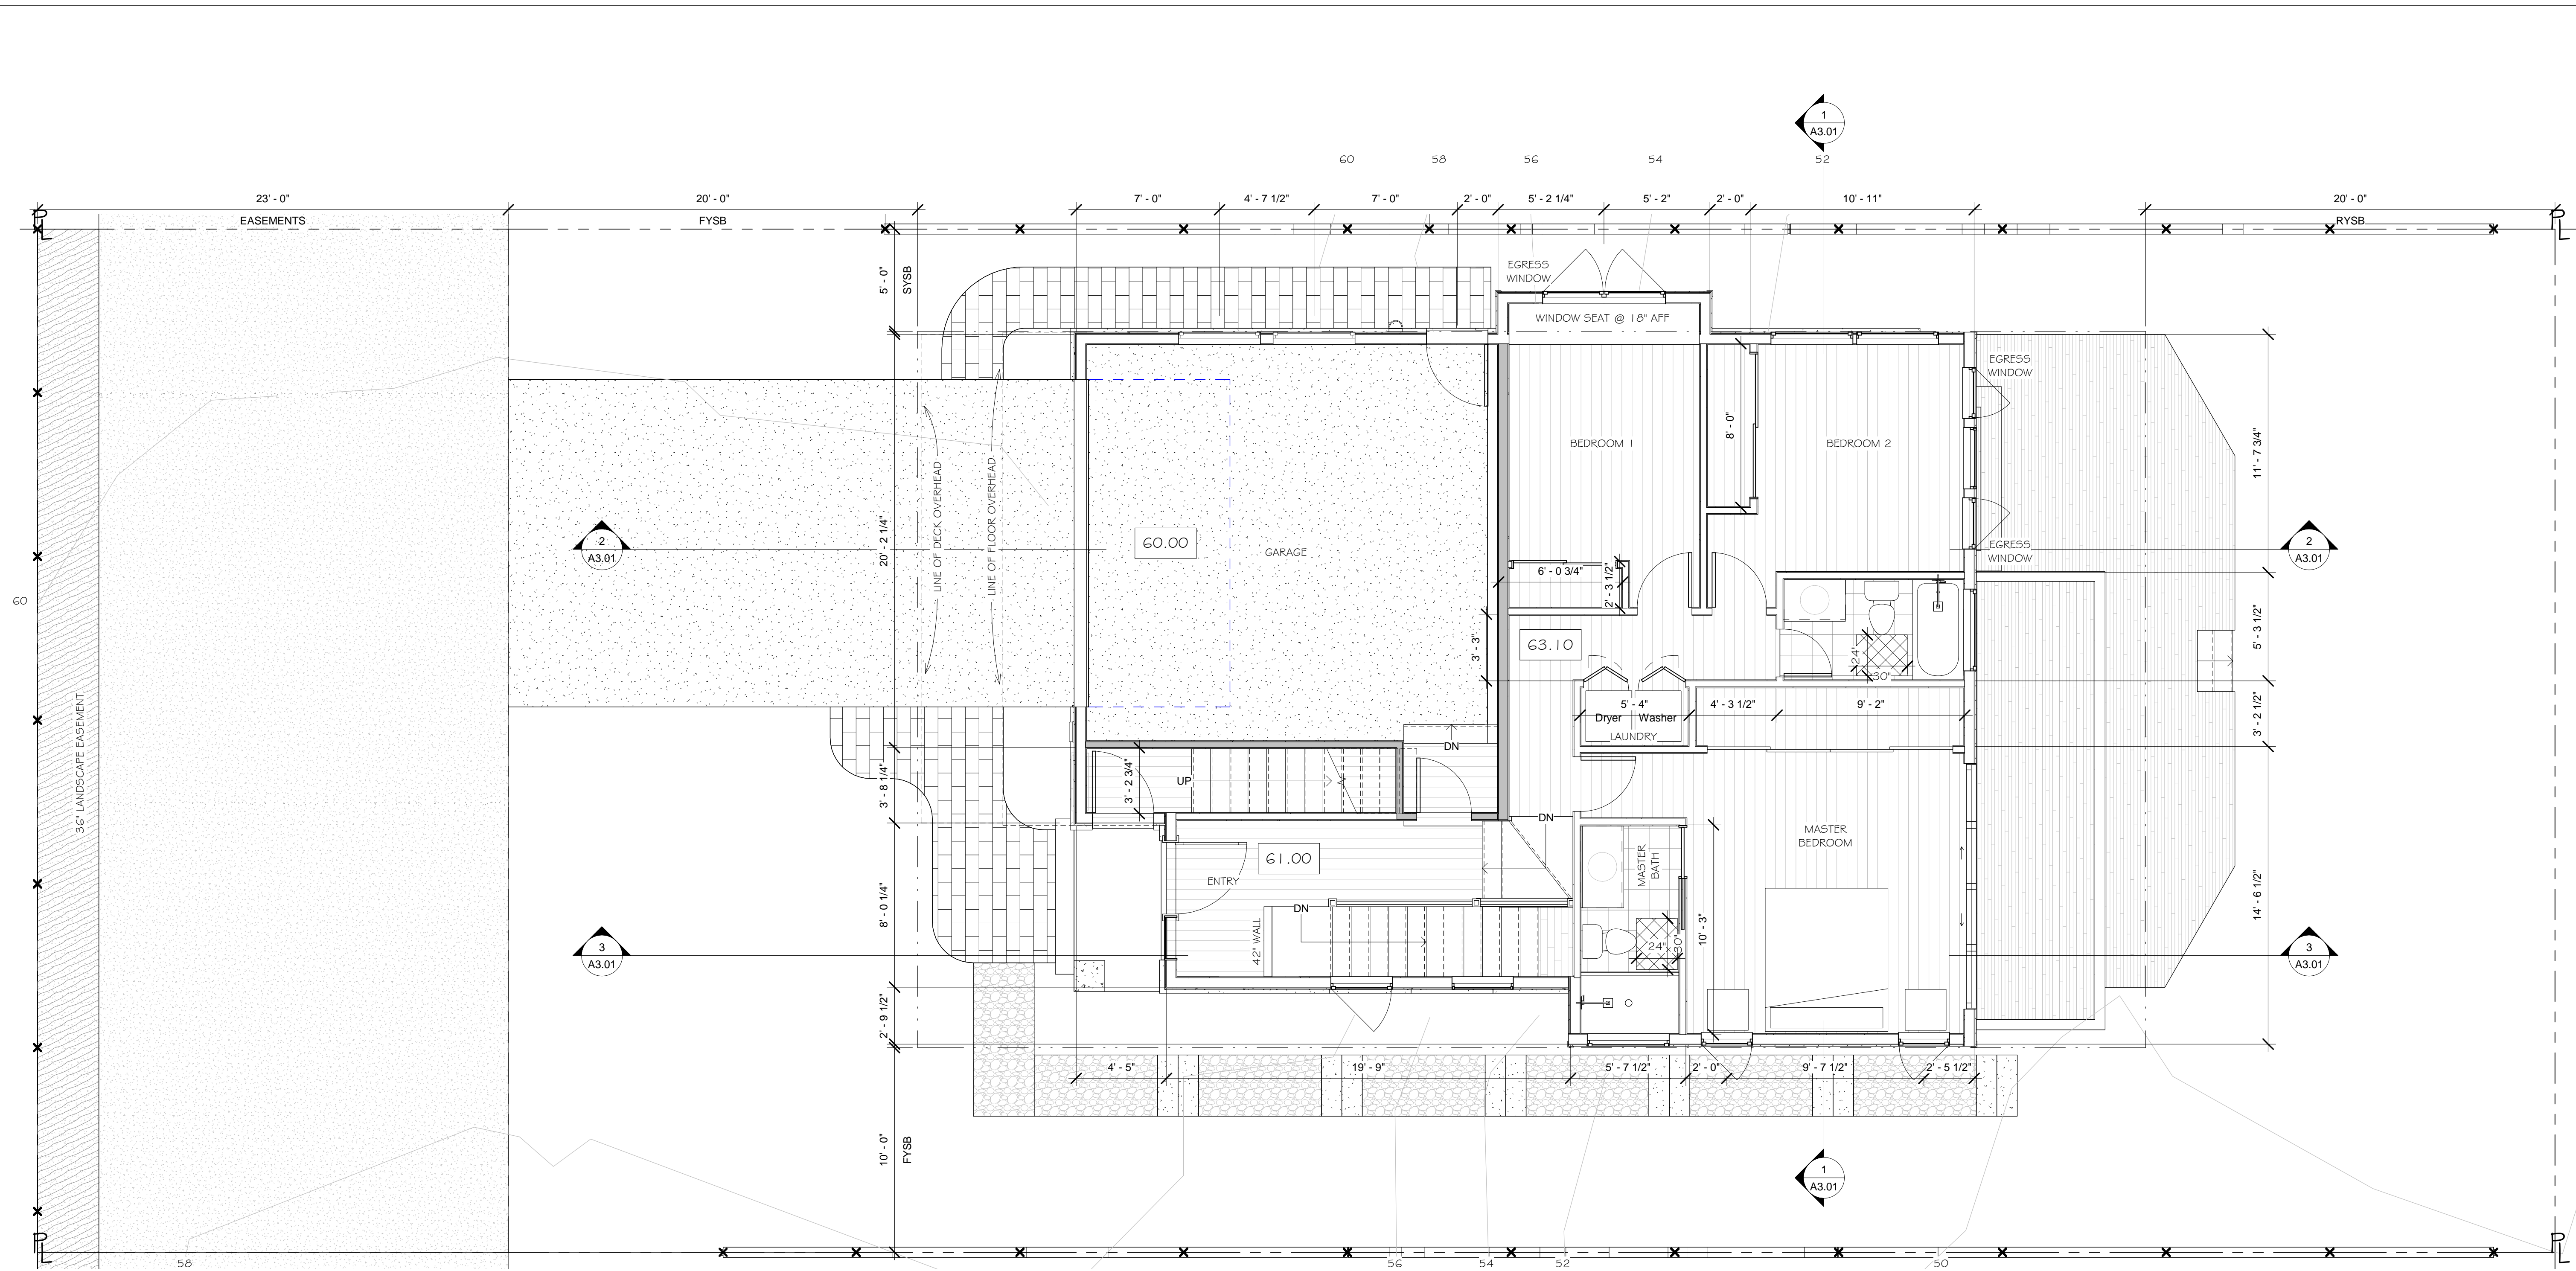 1
A3.01
60
58
56
54
52
23' - 0"
20' - 0"
7' - 0"
4' - 7 1/2"
7' - 0"
2' - 0"
5' - 2 1/4"
5' - 2"
2' - 0"
10' - 11"
20' - 0"
PL
EASEMENTS
FYSB
RYSB
PL
5' - 0"
SYSB
EGRESS
WINDOW
WINDOW SEAT @ 18" AFF
EGRESS
WINDOW
BEDROOM 1
8' - 0"
BEDROOM 2
11' - 7 3/4"
LINE OF DECK OVERHEAD
LINE OF FLOOR OVERHEAD
20' - 2 1/4"
2
A3.01
60.00
GARAGE
EGRESS
WINDOW
2
A3.01
6' - 0 3/4"
2' - 3 1/2"
60
3' - 3"
63.10
24"
30"
5' - 3 1/2"
36" LANDSCAPE EASEMENT
5' - 4"
4' - 3 1/2"
9' - 2"
Dryer
Washer
LAUNDRY
3' - 2 1/2"
DN
UP
3' - 2 3/4"
3' - 8 1/4"
DN
MASTER
BEDROOM
61.00
ENTRY
MASTER
BATH
8' - 0 1/4"
DN
42" WALL
10' - 3"
24"
30"
14' - 6 1/2"
3
A3.01
3
A3.01
2' - 9 1/2"
4' - 5"
19' - 9"
5' - 7 1/2"
2' - 0"
9' - 7 1/2"
2' - 5 1/2"
10' - 0"
FYSB
1
A3.01
PL
PL
58
56
54
52
50